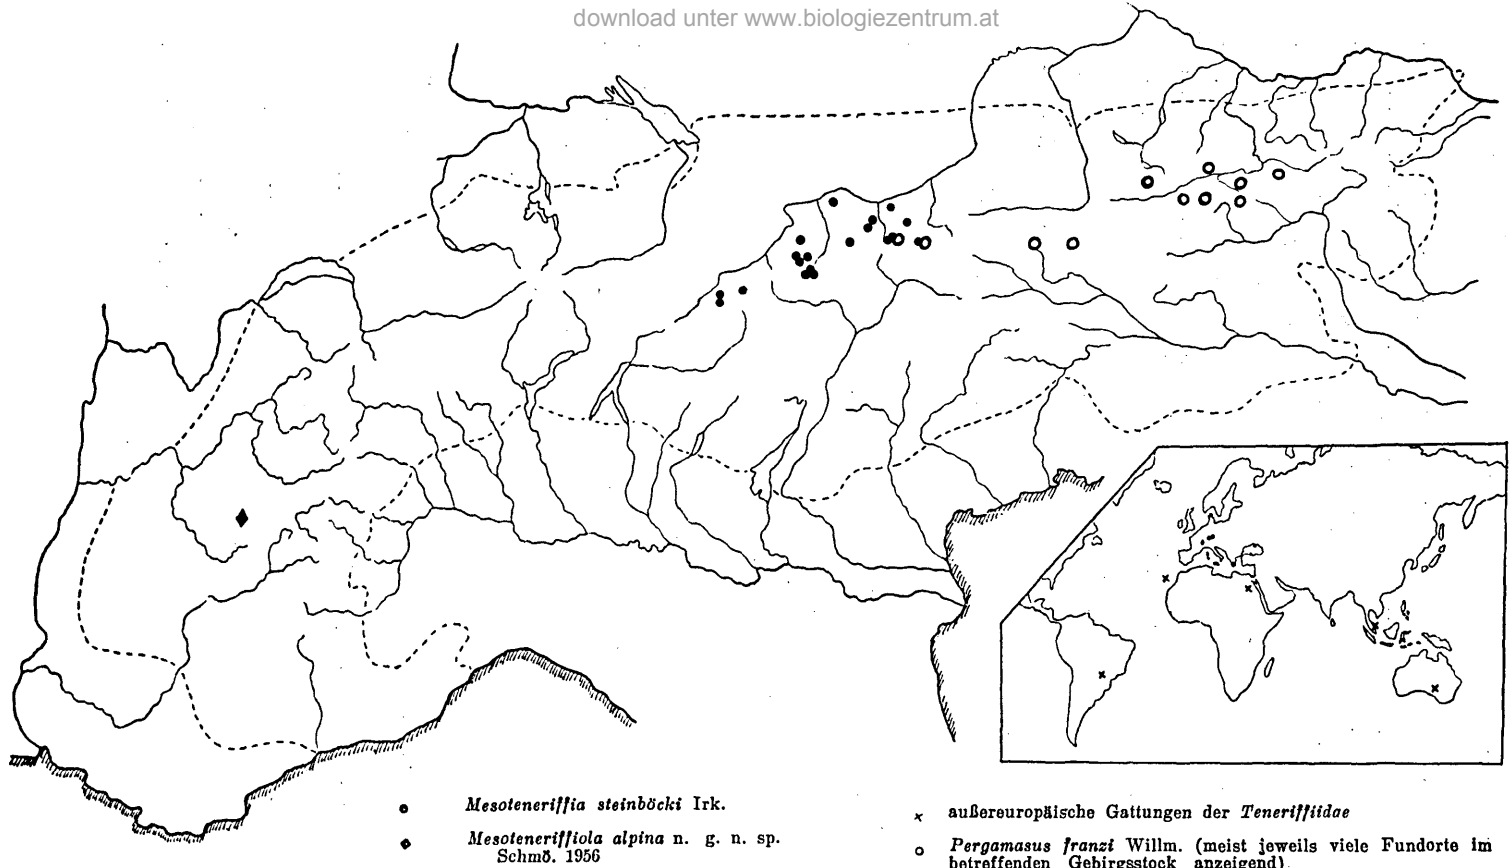 download unter www.biologiezentrum.at
Mesoteneriffia steinböcki Irk.
Mesoteneriffiola alpina n. g. n. sp.
Schmö. 1956
außereuropäische Gattungen der Teneriffiidae
Pergamasus franzi Willm. (meist jeweils viele Fundorte im
betreffenden Gebirgsstock anzeigend).